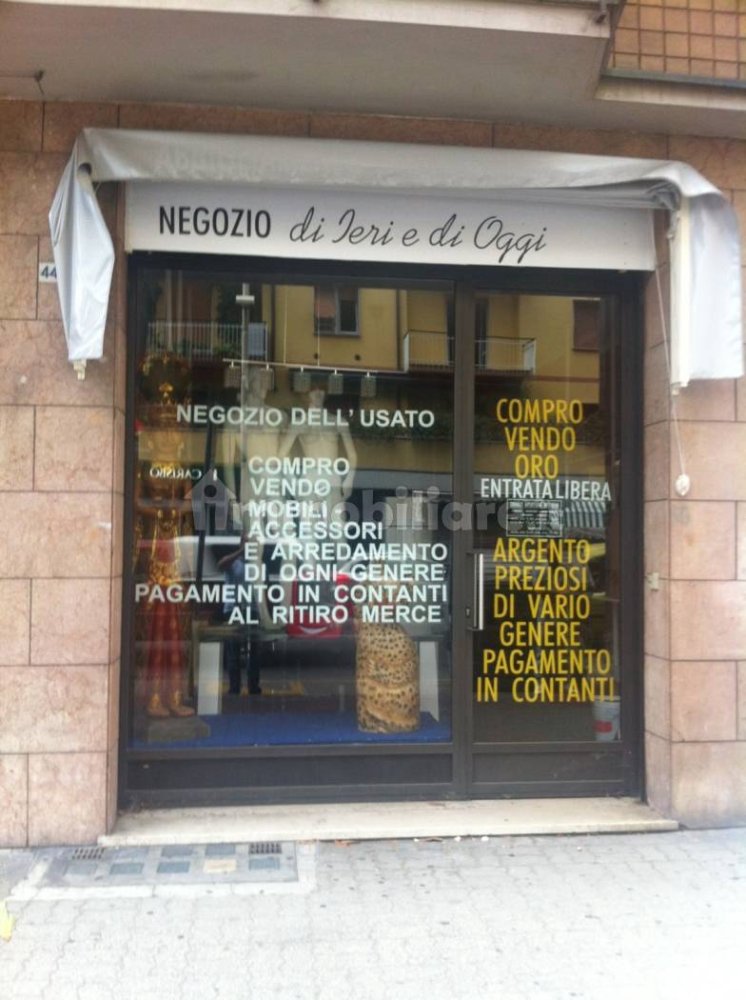 NEGOZIO di Ieri e di Oggi
44
NEGOZIO DELL' USATO
COMPRO
VENDO
MOBILI
ACCESSORI
E ARREDAMENTO
DI OGNI GENERE
PAGAMENTO IN CONTANTI
AL RITIRO MERCE
COMPRO
VENDO
ORO
ENTRATA LIBERA
ARGENTO
PREZIOSI
DI VARIO
GENERE
PAGAMENTO
IN CONTANTI
immobiliare